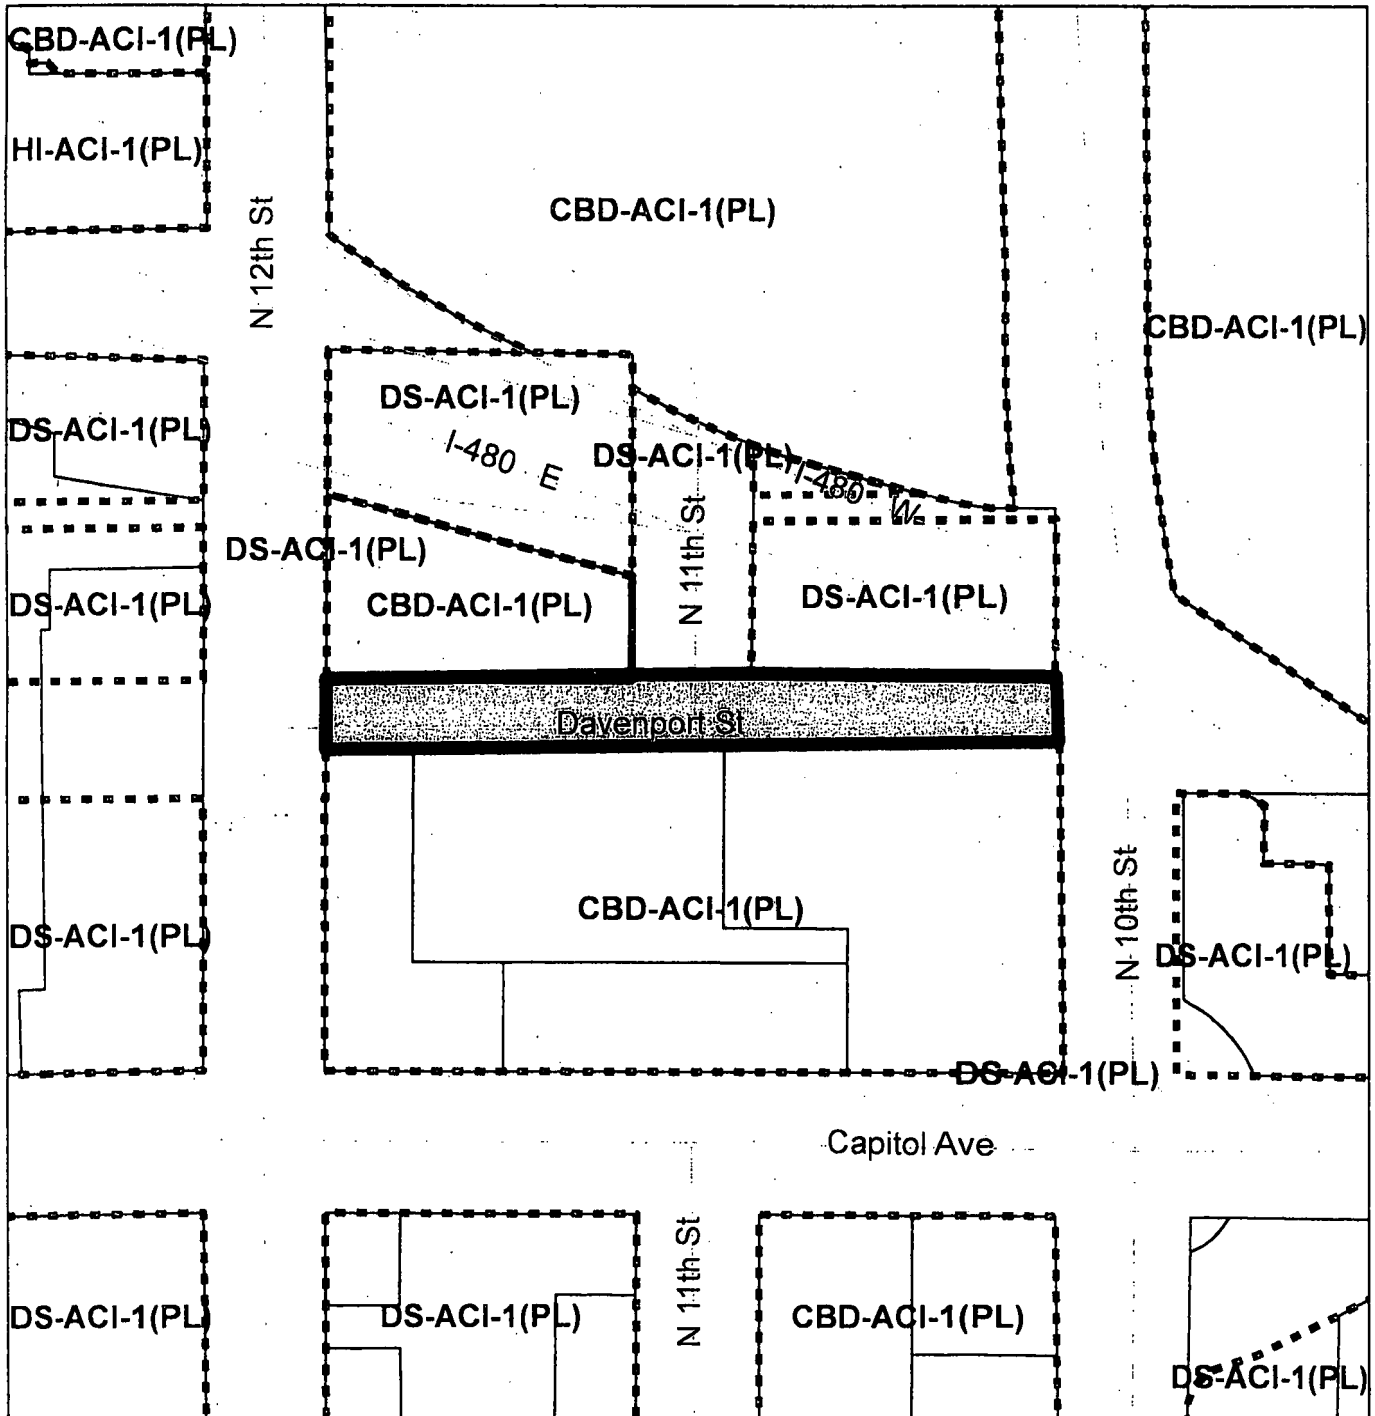 CBD-ACI-1(PL)
HI-ACI-1(PL)
N 12th St
CBD-ACI-1(PL)
CBD-ACI-1(PL)
DS-ACI-1(PL)
DS-ACI-1(PL)
I-480 E
DS-ACI-1(PL)
I-480 W
N 11th St
DS-ACI-1(PL)
DS-ACI-1(PL)
CBD-ACI-1(PL)
DS-ACI-1(PL)
Davenport St
CBD-ACI-1(PL)
N 10th St
DS-ACI-1(PL)
DS-ACI-1(PL)
DS-ACI-1(PL)
Capitol Ave
N 11th St
DS-ACI-1(PL)
DS-ACI-1(PL)
CBD-ACI-1(PL)
DS-ACI-1(PL)